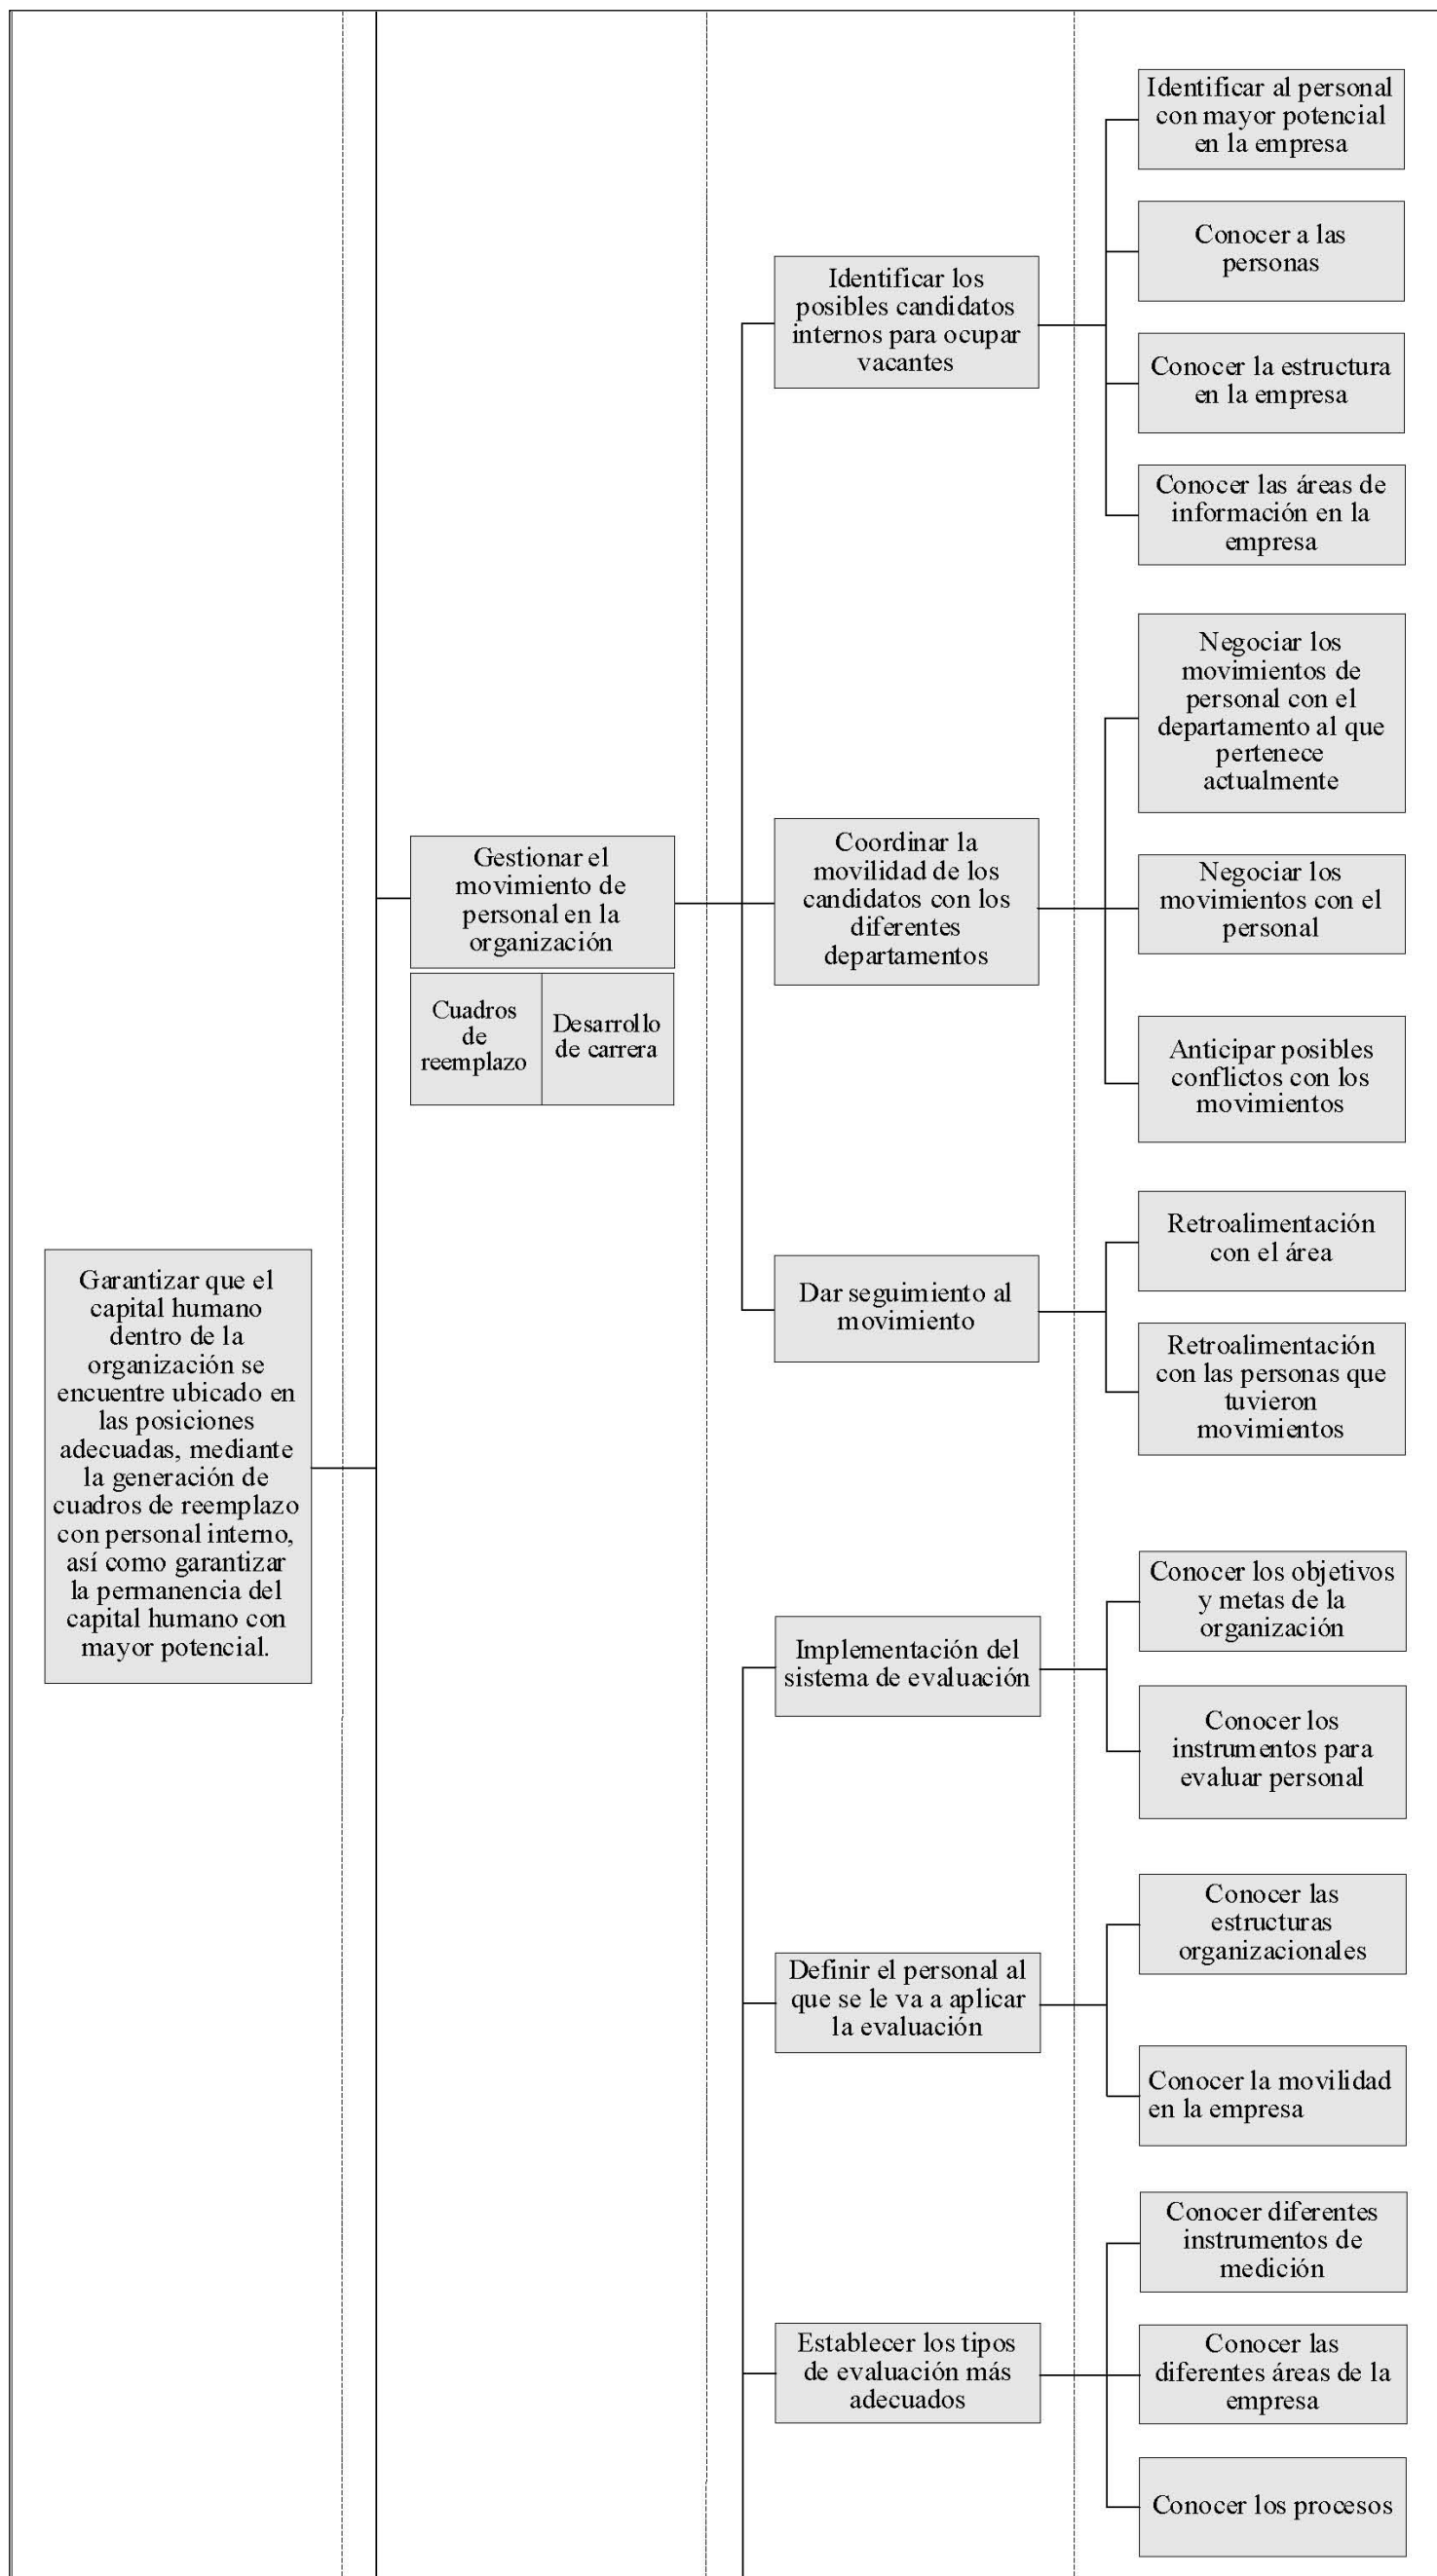 Garantizar que el
capital humano
dentro de la
organización se
encuentre ubicado en
las posiciones
adecuadas, mediante
la generación de
cuadros de reemplazo
con personal interno,
así como garantizar
la permanencia del
capital humano con
mayor potencial.
Gestionar el
movimiento de
personal en la
organización
Cuadros
de
reemplazo
Desarrollo
de carrera
Identificar los
posibles candidatos
internos para ocupar
vacantes
Identificar al personal
con mayor potencial
en la empresa
Conocer a las
personas
Conocer la estructura
en la empresa
Conocer las áreas de
información en la
empresa
Coordinar la
movilidad de los
candidatos con los
diferentes
departamentos
Negociar los
movimientos de
personal con el
departamento al que
pertenece
actualmente
Negociar los
movimientos con el
personal
Anticipar posibles
conflictos con los
movimientos
Dar seguimiento al
movimiento
Retroalimentación
con el área
Retroalimentación
con las personas que
tuvieron
movimientos
Implementación del
sistema de evaluación
Conocer los objetivos
y metas de la
organización
Conocer los
instrumentos para
evaluar personal
Definir el personal al
que se le va a aplicar
la evaluación
Conocer las
estructuras
organizacionales
Conocer la movilidad
en la empresa
Establecer los tipos
de evaluación más
adecuados
Conocer diferentes
instrumentos de
medición
Conocer las
diferentes áreas de la
empresa
Conocer los procesos